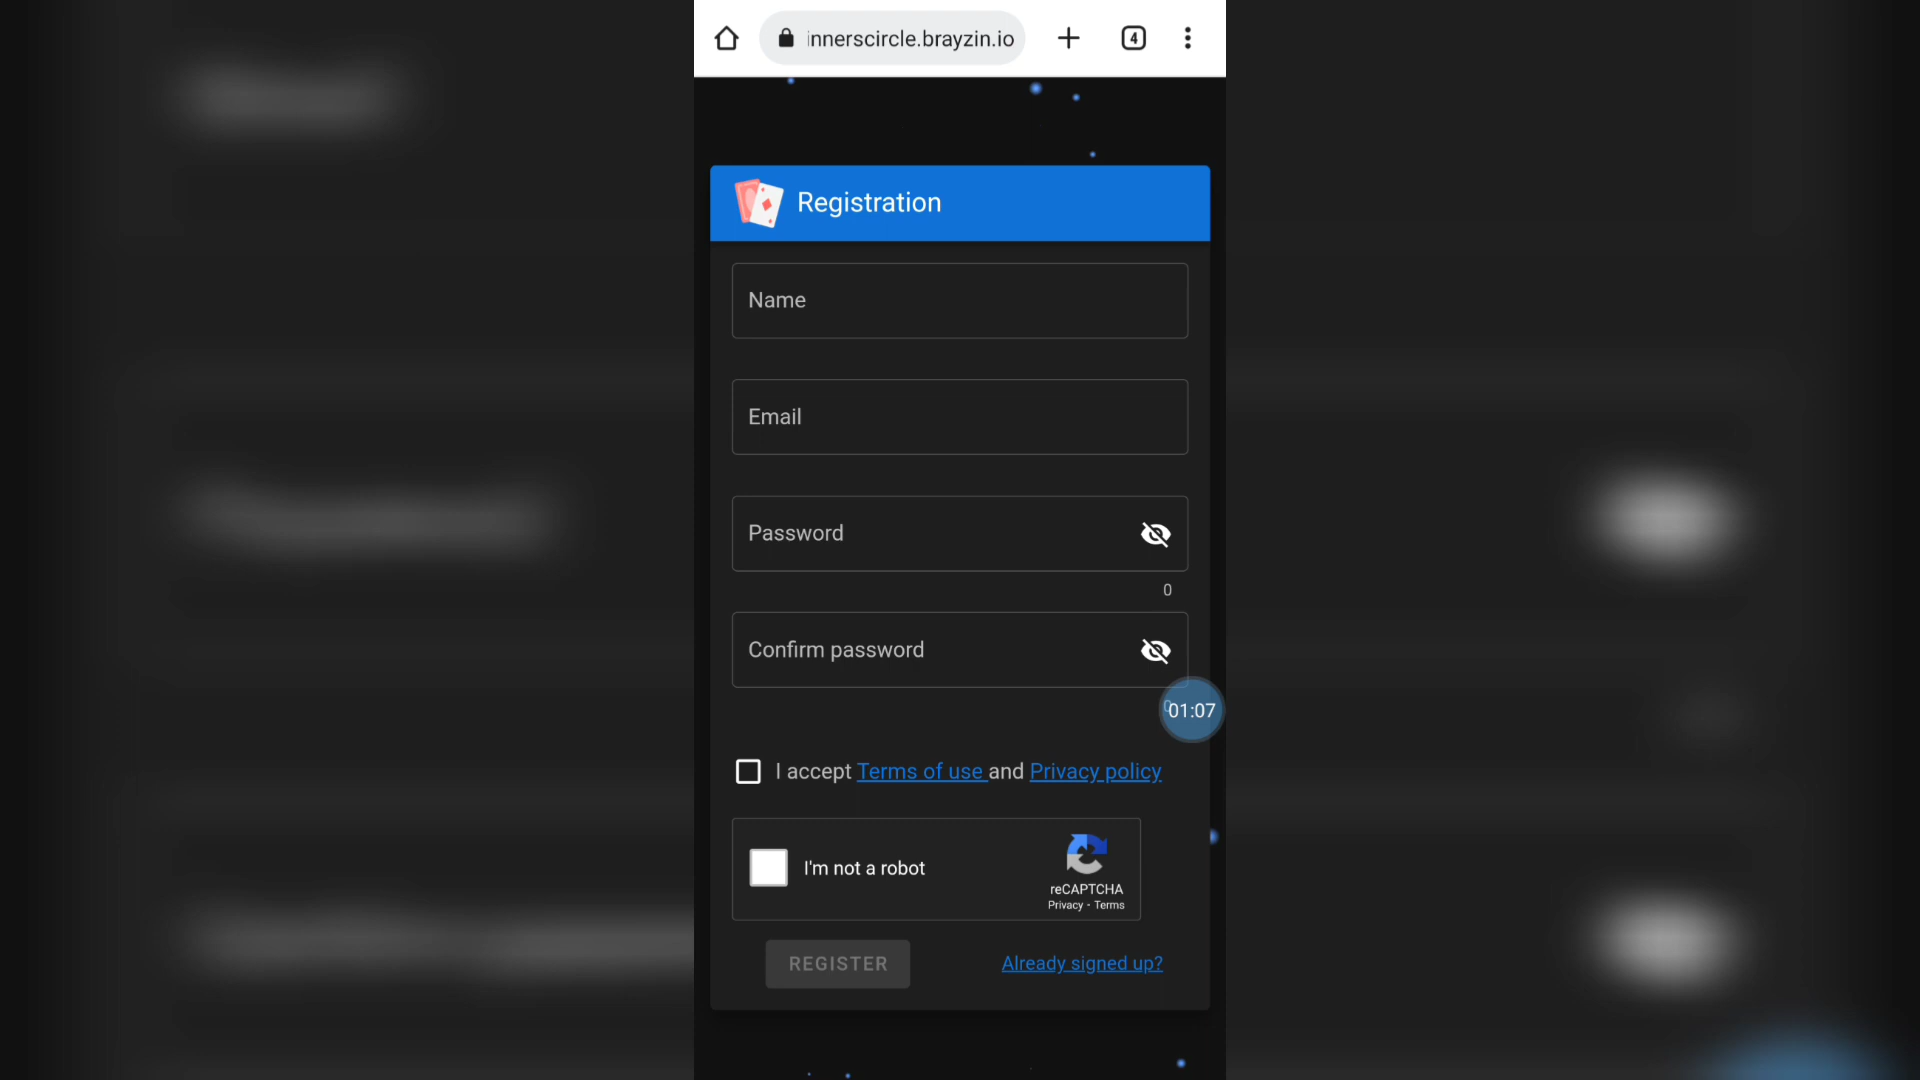 innerscircle.brayzin.io
4
Registration
Name
Email
Password
0
Confirm password
01:07
I accept Terms of use and Privacy policy
I'm not a robot
reCAPTCHA
Privacy - Terms
REGISTER
Already signed up?